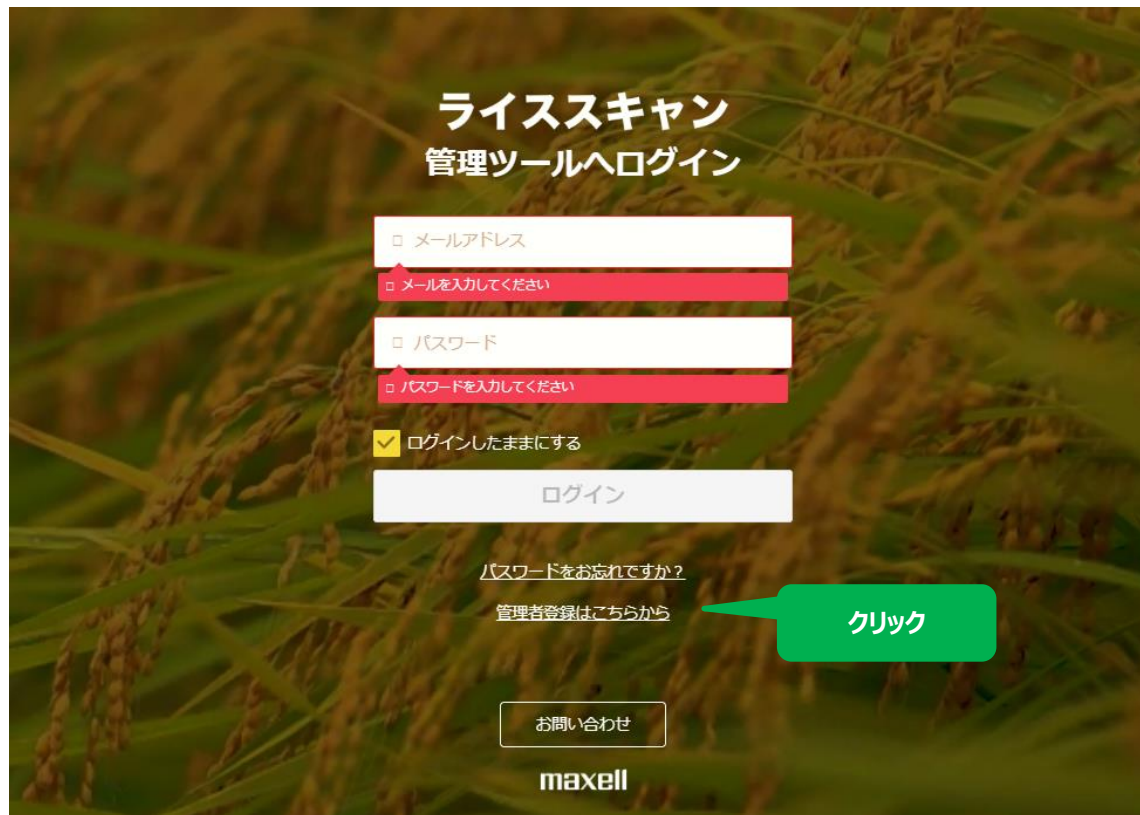 ライススキャン
管理ツールへログイン
メールアドレス
メールを入力してください
パスワード
パスワードを入力してください
ログインしたままにする
ログイン
パスワードをお忘れですか？
管理者登録はこちらから
クリック
お問い合わせ
maxell